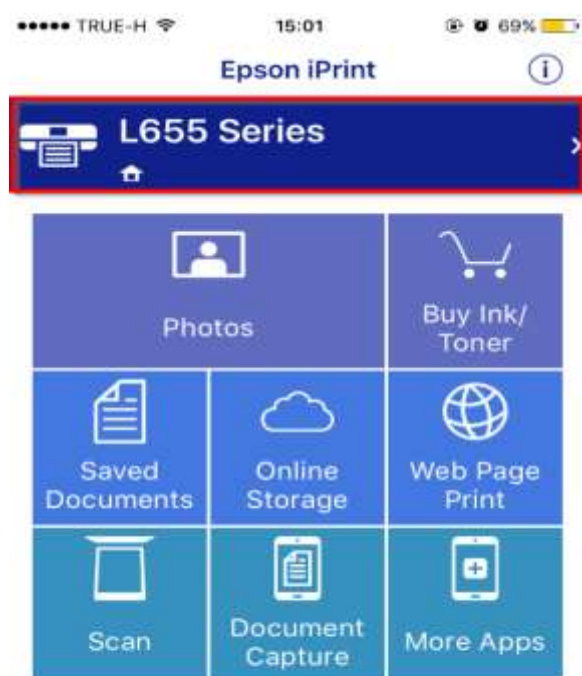 TRUE-H 15:01 69%
Epson iPrint
L655 Series
Photos
Buy Ink/
Toner
Saved
Documents
Online
Storage
Web Page
Print
Scan
Document
Capture
More Apps